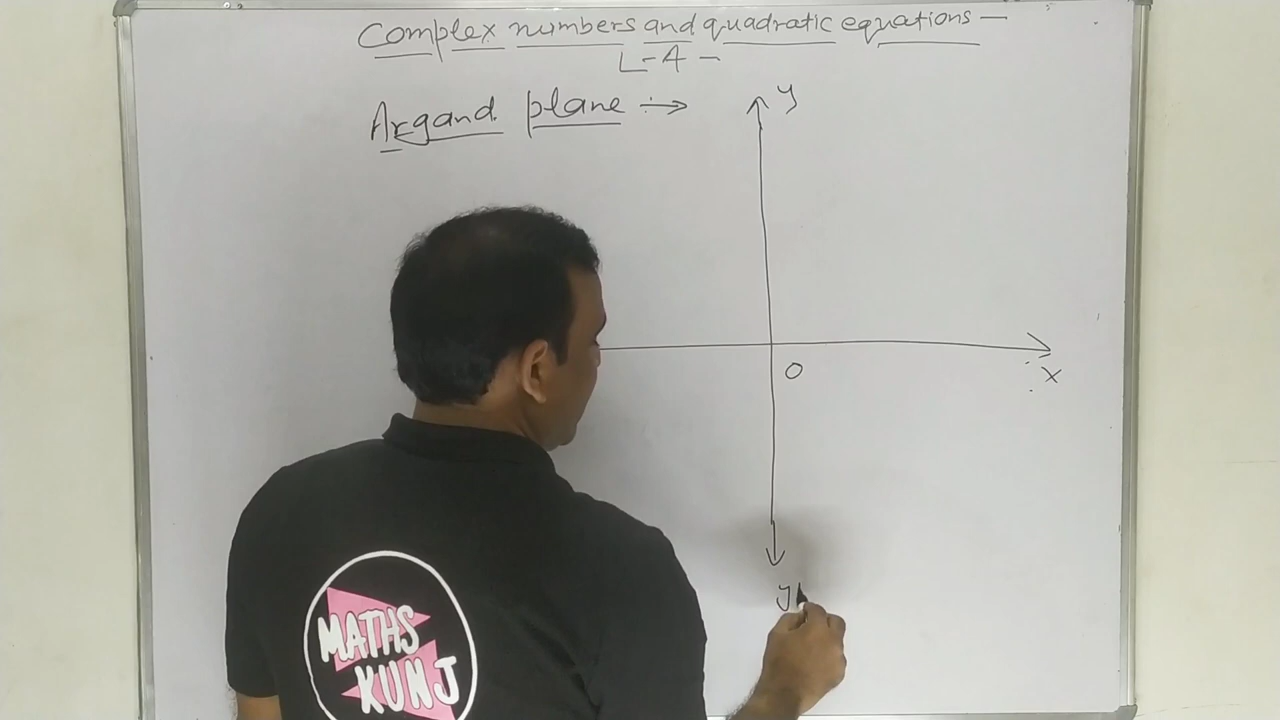 Complex numbers and quadratic equations -
L-4 -
Argand plane →
y
O
x
y
MATHS
KUNJ